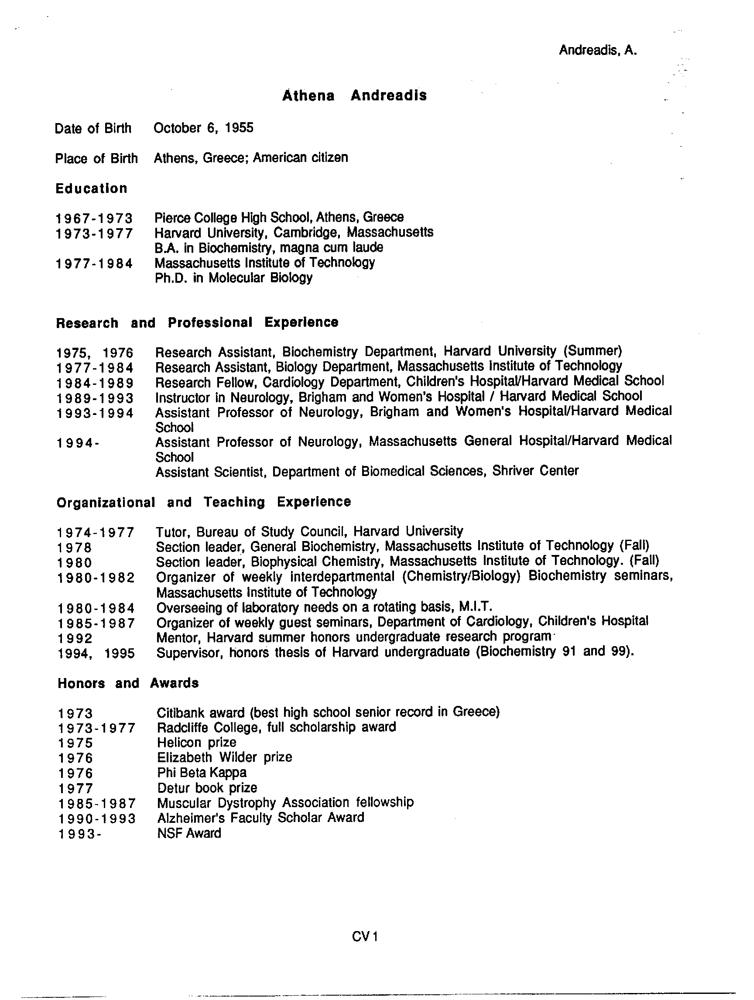 Andreadis, A.
Athena Andreadis
Date of Birth October 6, 1955
Place of Birth Athens, Greece; American citizen
Education
1967-1973 Pierce College High School, Athens, Greece
1973-1977 Harvard University, Cambridge, Massachusetts
B.A. in Biochemistry, magna cum laude
1977-1984 Massachusetts Institute of Technology
Ph.D. in Molecular Biology
Research and Professional Experience
1975, 1976 Research Assistant, Biochemistry Department, Harvard University (Summer)
1977-1984 Research Assistant, Biology Department, Massachusetts Institute of Technology
1984-1989 Research Fellow, Cardiology Department, Children's Hospital/Harvard Medical School
1989-1993 Instructor in Neurology, Brigham and Women's Hospital / Harvard Medical School
1993-1994 Assistant Professor of Neurology, Brigham and Women's Hospital/Harvard Medical
School
1994- Assistant Professor of Neurology, Massachusetts General Hospital/Harvard Medical
School
Assistant Scientist, Department of Biomedical Sciences, Shriver Center
Organizational and Teaching Experience
1974-1977 Tutor, Bureau of Study Council, Harvard University
1978 Section leader, General Biochemistry, Massachusetts Institute of Technology (Fall)
1980 Section leader, Biophysical Chemistry, Massachusetts Institute of Technology. (Fall)
1980-1982 Organizer of weekly interdepartmental (Chemistry/Biology) Biochemistry seminars,
Massachusetts Institute of Technology
1980-1984 Overseeing of laboratory needs on a rotating basis, M.I.T.
1985-1987 Organizer of weekly guest seminars, Department of Cardiology, Children's Hospital
1992 Mentor, Harvard summer honors undergraduate research program
1994, 1995 Supervisor, honors thesis of Harvard undergraduate (Biochemistry 91 and 99).
Honors and Awards
1973 Citibank award (best high school senior record in Greece)
1973-1977 Radcliffe College, full scholarship award
1975 Helicon prize
1976 Elizabeth Wilder prize
1976 Phi Beta Kappa
1977 Detur book prize
1985-1987 Muscular Dystrophy Association fellowship
1990-1993 Alzheimer's Faculty Scholar Award
1993- NSF Award
CV 1